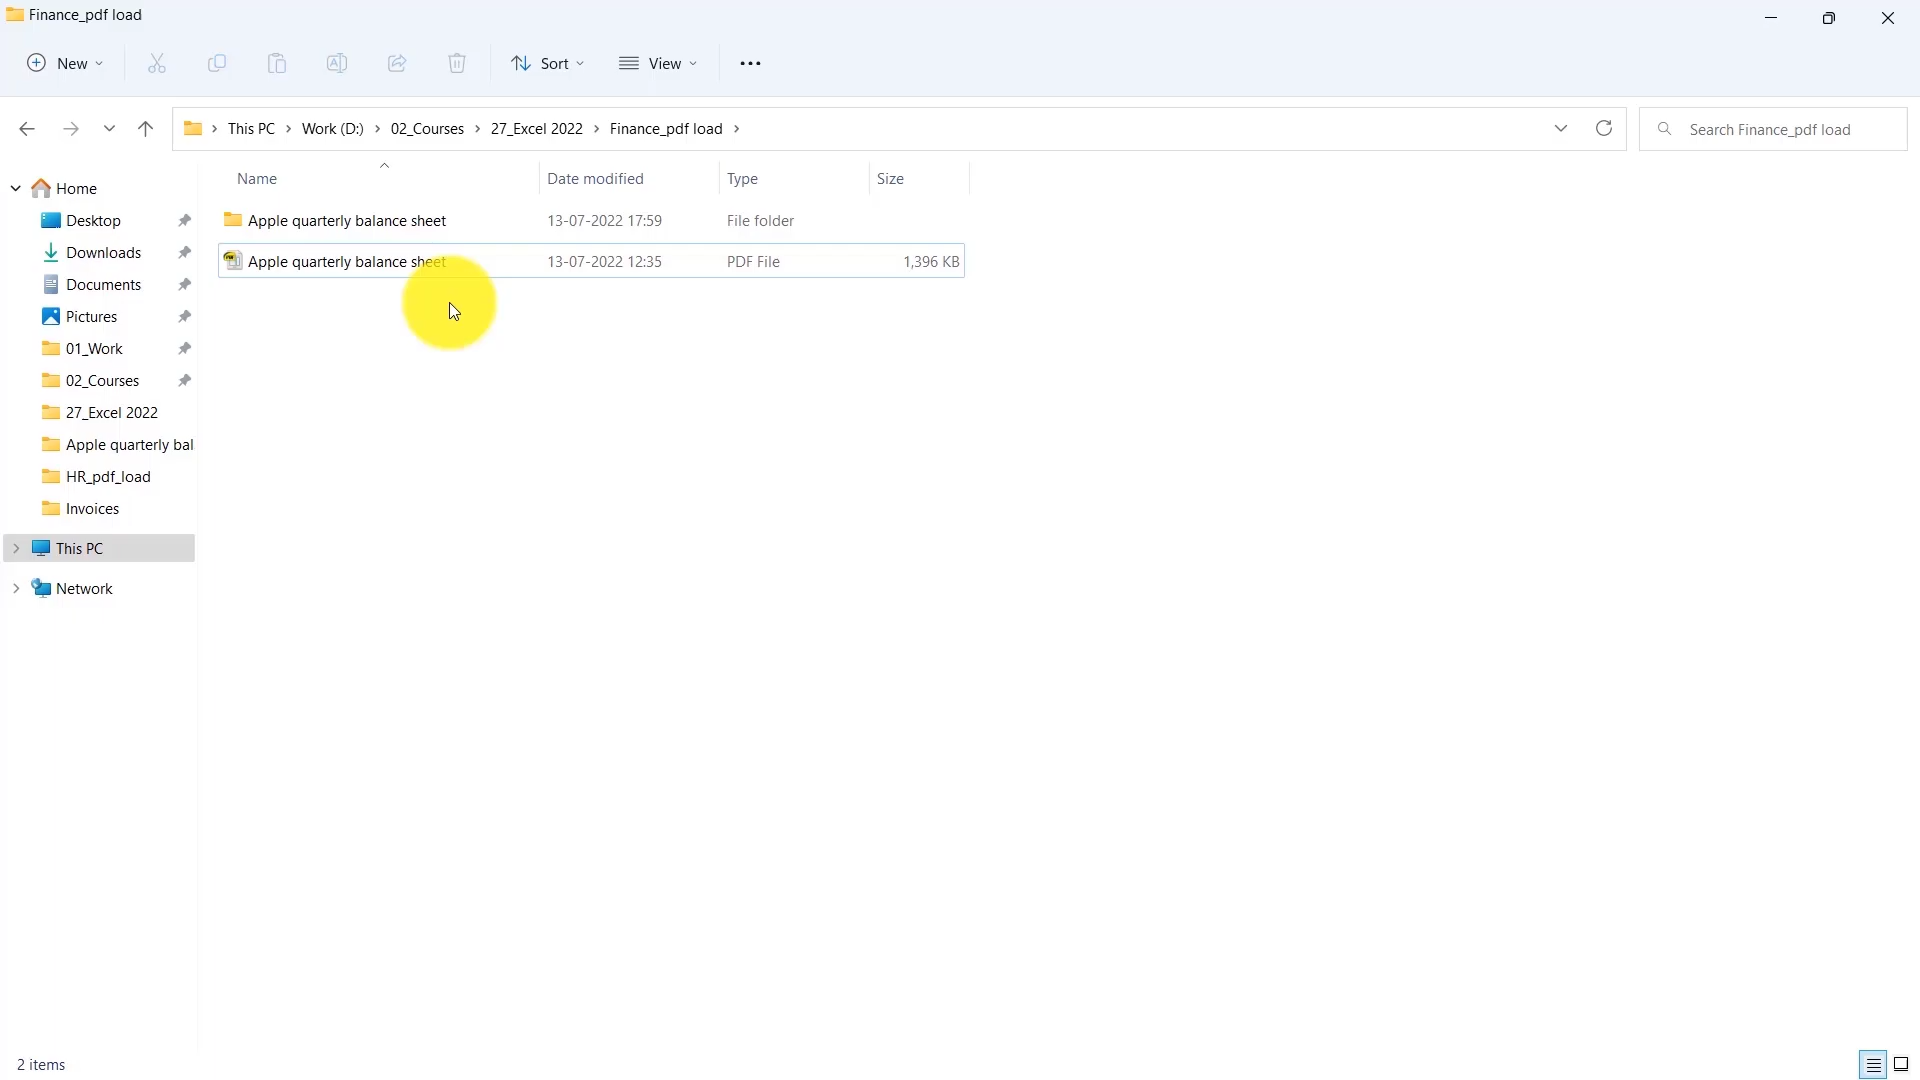 Finance_pdf load
New
Sort
View
This PC > Work (D:) > 02_Courses > 27_Excel 2022 > Finance_pdf load >
Search Finance_pdf load
Name Date modified Type Size
Apple quarterly balance sheet 13-07-2022 17:59 File folder
Apple quarterly balance sheet 13-07-2022 12:35 PDF File 1,396 KB
Home
Desktop
Downloads
Documents
Pictures
01_Work
02_Courses
27_Excel 2022
Apple quarterly bal
HR_pdf_load
Invoices
This PC
Network
2 items